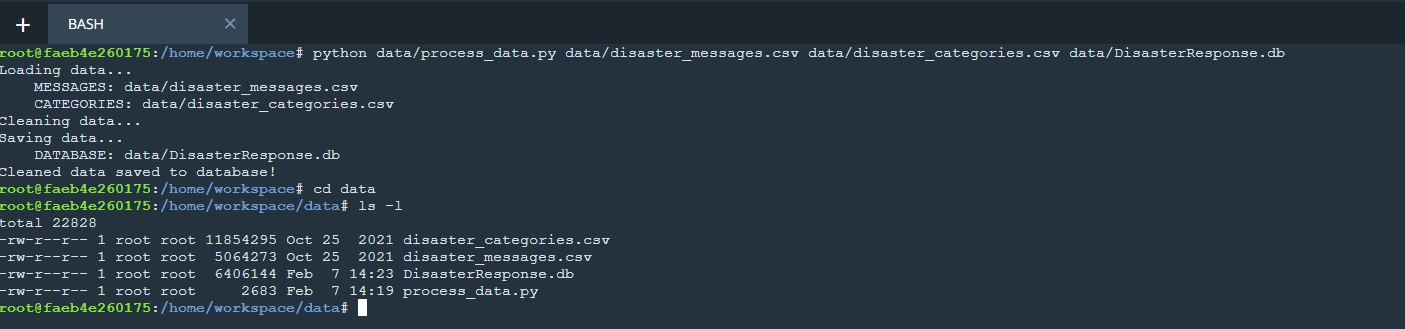 + BASH ×
root@faeb4e260175:/home/workspace# python data/process_data.py data/disaster_messages.csv data/disaster_categories.csv data/DisasterResponse.db
Loading data...
    MESSAGES: data/disaster_messages.csv
    CATEGORIES: data/disaster_categories.csv
Cleaning data...
Saving data...
    DATABASE: data/DisasterResponse.db
Cleaned data saved to database!
root@faeb4e260175:/home/workspace# cd data
root@faeb4e260175:/home/workspace/data# ls -l
total 22828
-rw-r--r-- 1 root root 11854295 Oct 25  2021 disaster_categories.csv
-rw-r--r-- 1 root root  5064273 Oct 25  2021 disaster_messages.csv
-rw-r--r-- 1 root root  6406144 Feb  7 14:23 DisasterResponse.db
-rw-r--r-- 1 root root     2683 Feb  7 14:19 process_data.py
root@faeb4e260175:/home/workspace/data#